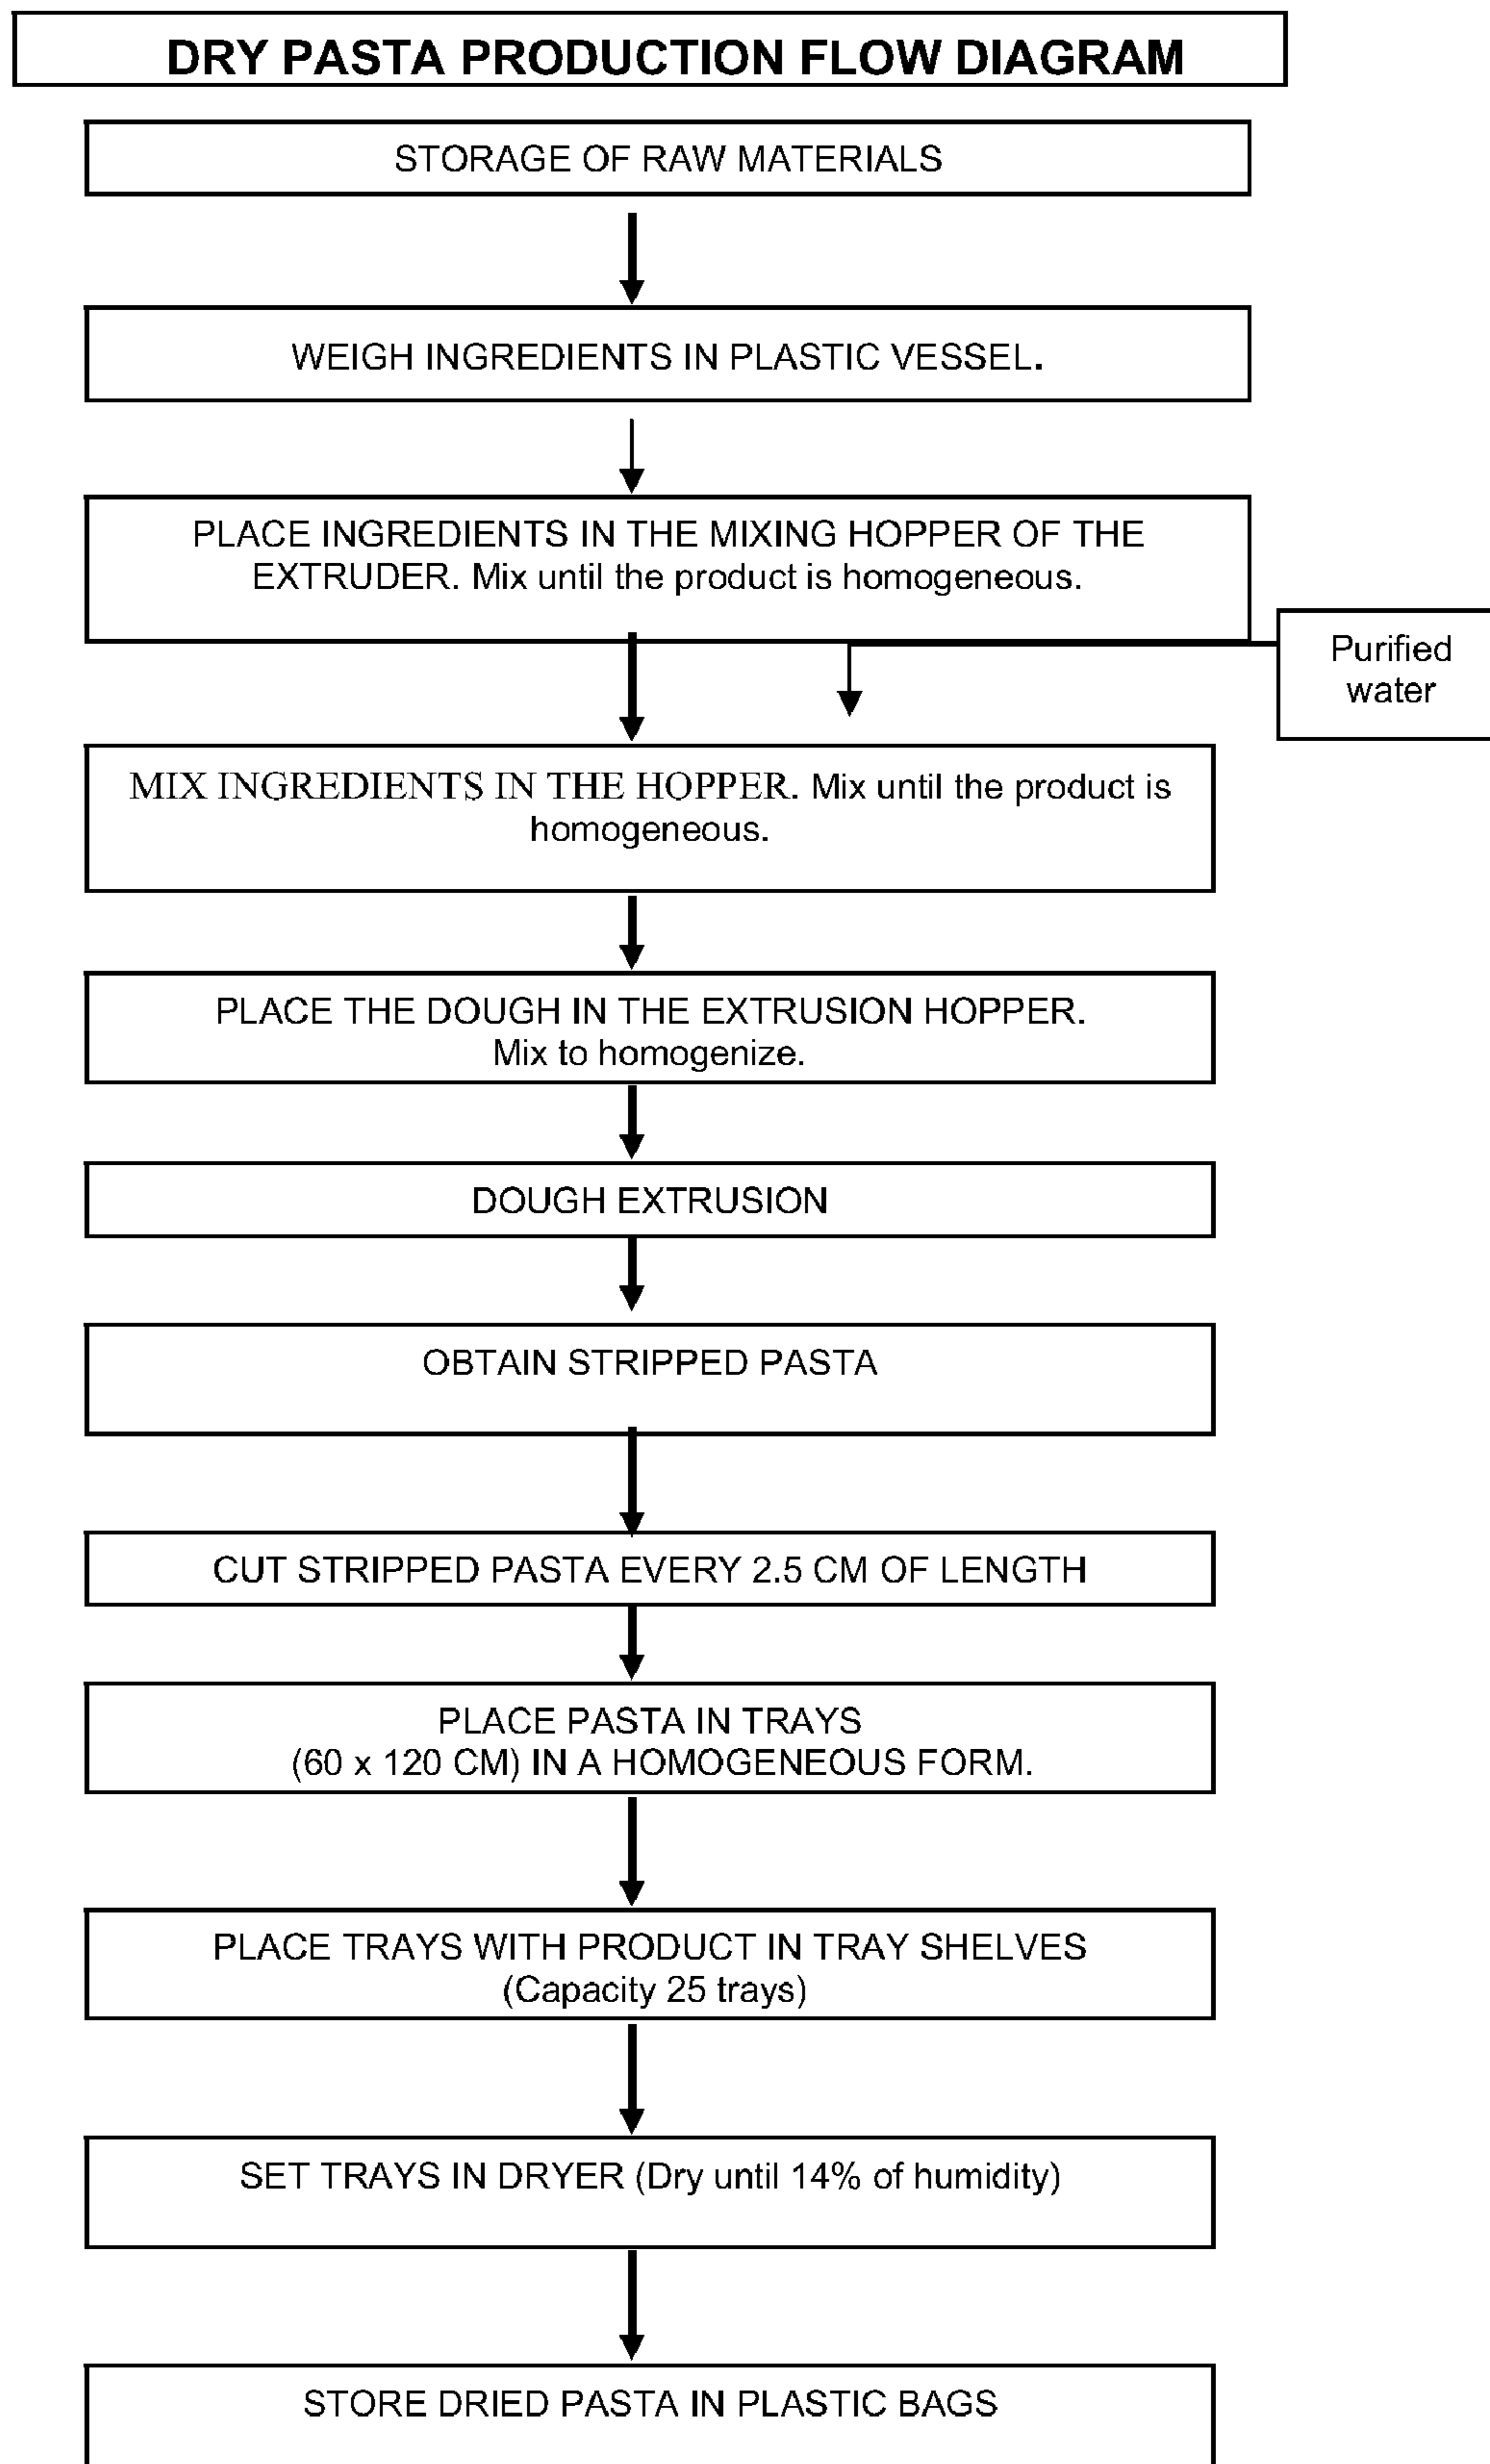 DRY PASTA PRODUCTION FLOW DIAGRAM
STORAGE OF RAW MATERIALS
WEIGH INGREDIENTS IN PLASTIC VESSEL.
PLACE INGREDIENTS IN THE MIXING HOPPER OF THE
EXTRUDER. Mix until the product is homogeneous.
Purified
water
MIX INGREDIENTS IN THE HOPPER. Mix until the product is
homogeneous.
PLACE THE DOUGH IN THE EXTRUSION HOPPER.
Mix to homogenize.
DOUGH EXTRUSION
OBTAIN STRIPPED PASTA
CUT STRIPPED PASTA EVERY 2.5 CM OF LENGTH
PLACE PASTA IN TRAYS
(60 x 120 CM) IN A HOMOGENEOUS FORM.
PLACE TRAYS WITH PRODUCT IN TRAY SHELVES
(Capacity 25 trays)
SET TRAYS IN DRYER (Dry until 14% of humidity)
STORE DRIED PASTA IN PLASTIC BAGS